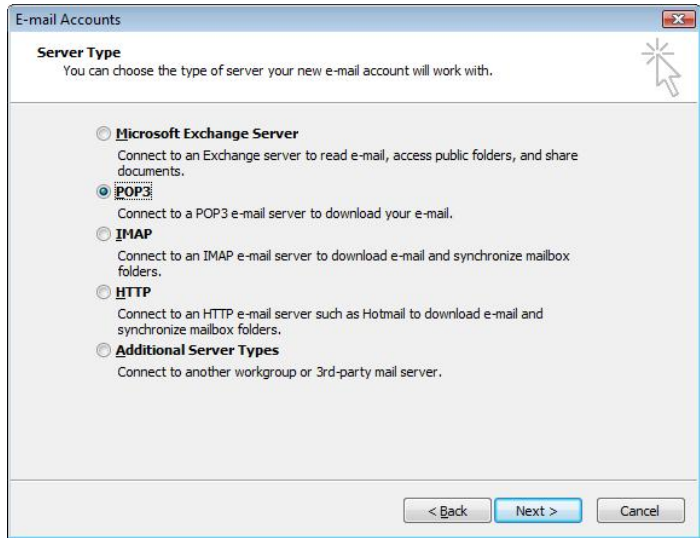 E-mail Accounts
Server Type
You can choose the type of server your new e-mail account will work with.
Microsoft Exchange Server
Connect to an Exchange server to read e-mail, access public folders, and share
documents.
POP3
Connect to a POP3 e-mail server to download your e-mail.
IMAP
Connect to an IMAP e-mail server to download e-mail and synchronize mailbox
folders.
HTTP
Connect to an HTTP e-mail server such as Hotmail to download e-mail and
synchronize mailbox folders.
Additional Server Types
Connect to another workgroup or 3rd-party mail server.
< Back Next > Cancel